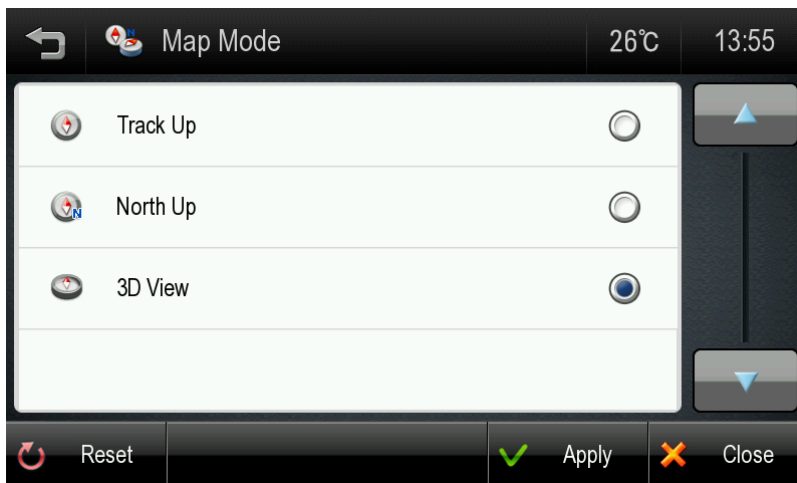 Map Mode 26℃ 13:55
Track Up
North Up
N
3D View
Reset Apply Close